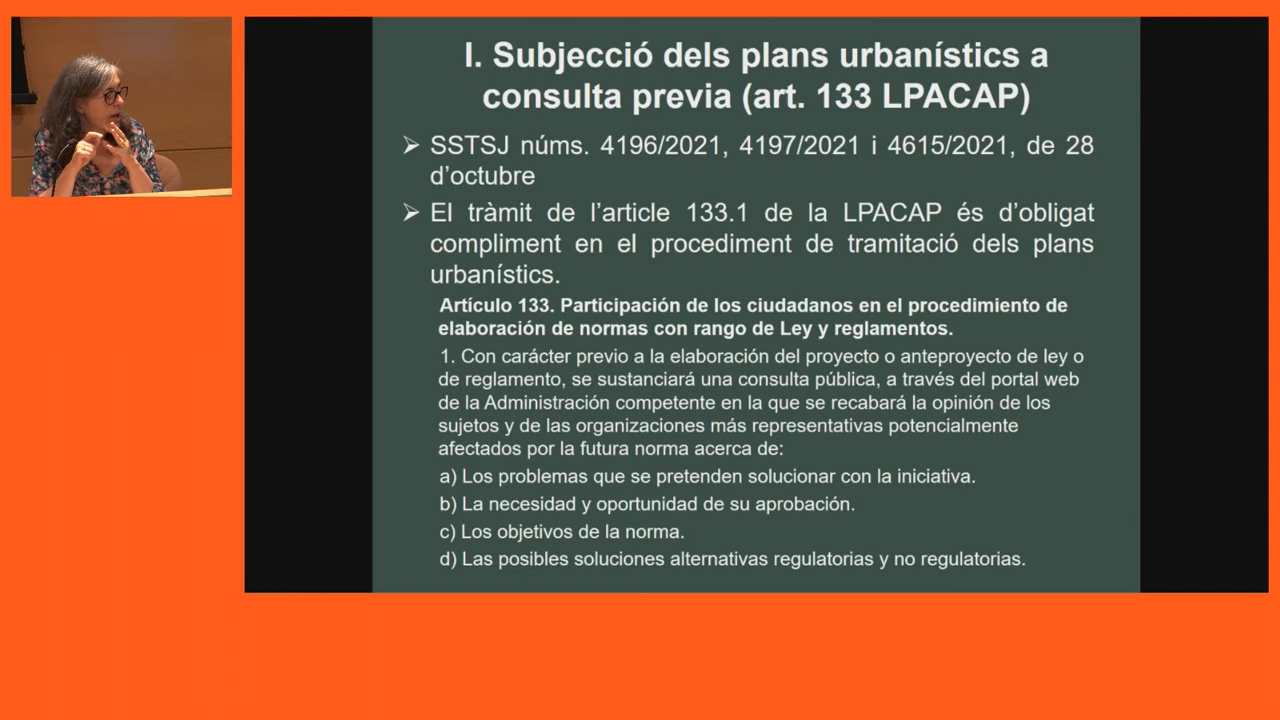 I. Subjecció dels plans urbanístics a
consulta previa (art. 133 LPACAP)
➢ SSTSJ núms. 4196/2021, 4197/2021 i 4615/2021, de 28
d’octubre
➢ El tràmit de l’article 133.1 de la LPACAP és d’obligat
compliment en el procediment de tramitació dels plans
urbanístics.
Artículo 133. Participación de los ciudadanos en el procedimiento de
elaboración de normas con rango de Ley y reglamentos.
1. Con carácter previo a la elaboración del proyecto o anteproyecto de ley o
de reglamento, se sustanciará una consulta pública, a través del portal web
de la Administración competente en la que se recabará la opinión de los
sujetos y de las organizaciones más representativas potencialmente
afectados por la futura norma acerca de:
a) Los problemas que se pretenden solucionar con la iniciativa.
b) La necesidad y oportunidad de su aprobación.
c) Los objetivos de la norma.
d) Las posibles soluciones alternativas regulatorias y no regulatorias.